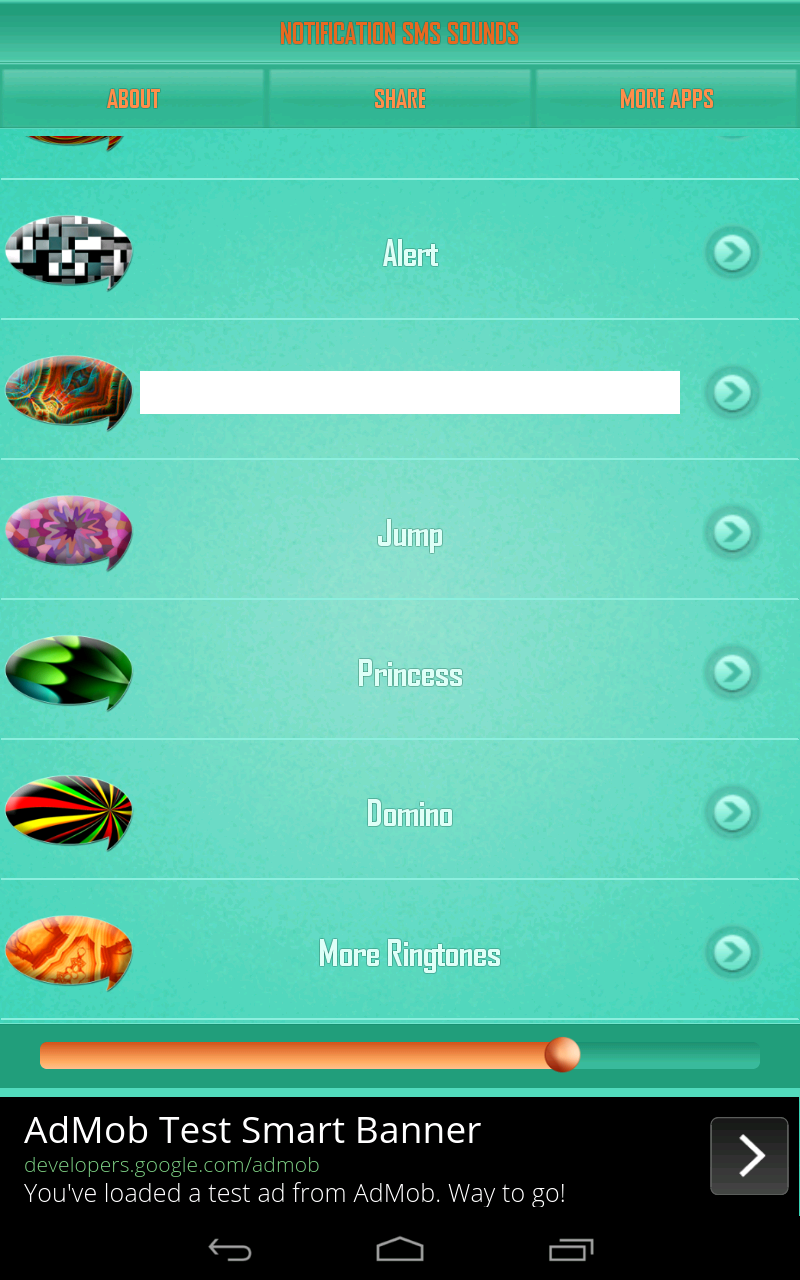 NOTIFICATION SMS SOUNDS
ABOUT
SHARE
MORE APPS
Alert
Jump
Princess
Domino
More Ringtones
AdMob Test Smart Banner
developers.google.com/admob
You've loaded a test ad from AdMob. Way to go!